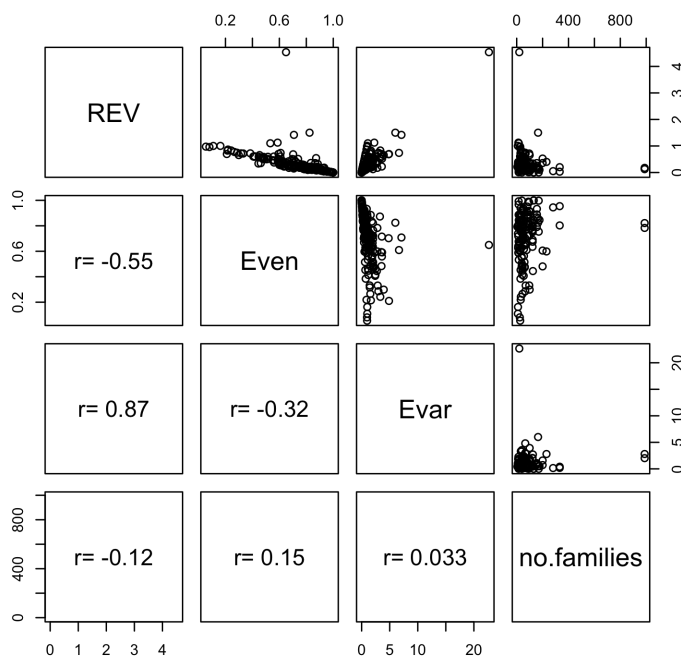 0.2 0.6 1.0
0 400 800
REV
0 1 2 3 4
0.2 0.6 1.0
r= -0.55
Even
r= 0.87
r= -0.32
Evar
0 5 10 20
0 400 800
r= -0.12
r= 0.15
r= 0.033
no.families
0 1 2 3 4
0 5 10 20